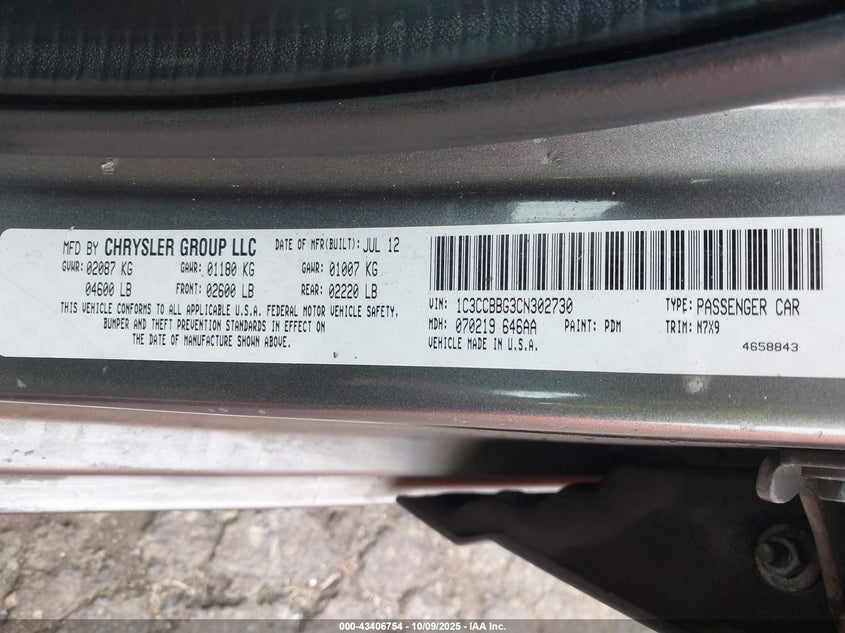 MFD BY CHRYSLER GROUP LLC DATE OF MFR(BUILT): JUL 12
GVWR: 02087 KG GAWR: 01180 KG GAWR: 01007 KG
04600 LB FRONT: 02600 LB REAR: 02220 LB
THIS VEHICLE CONFORMS TO ALL APPLICABLE U.S.A. FEDERAL MOTOR VEHICLE SAFETY,
BUMPER AND THEFT PREVENTION STANDARDS IN EFFECT ON
THE DATE OF MANUFACTURE SHOWN ABOVE.
VIN: 1C3CCBBG3CN302730 TYPE: PASSENGER CAR
MDH: 070219 646AA PAINT: PDM TRIM: N7X9
VEHICLE MADE IN U.S.A. 4658843
000-43406754 - 10/09/2025 - IAA Inc.